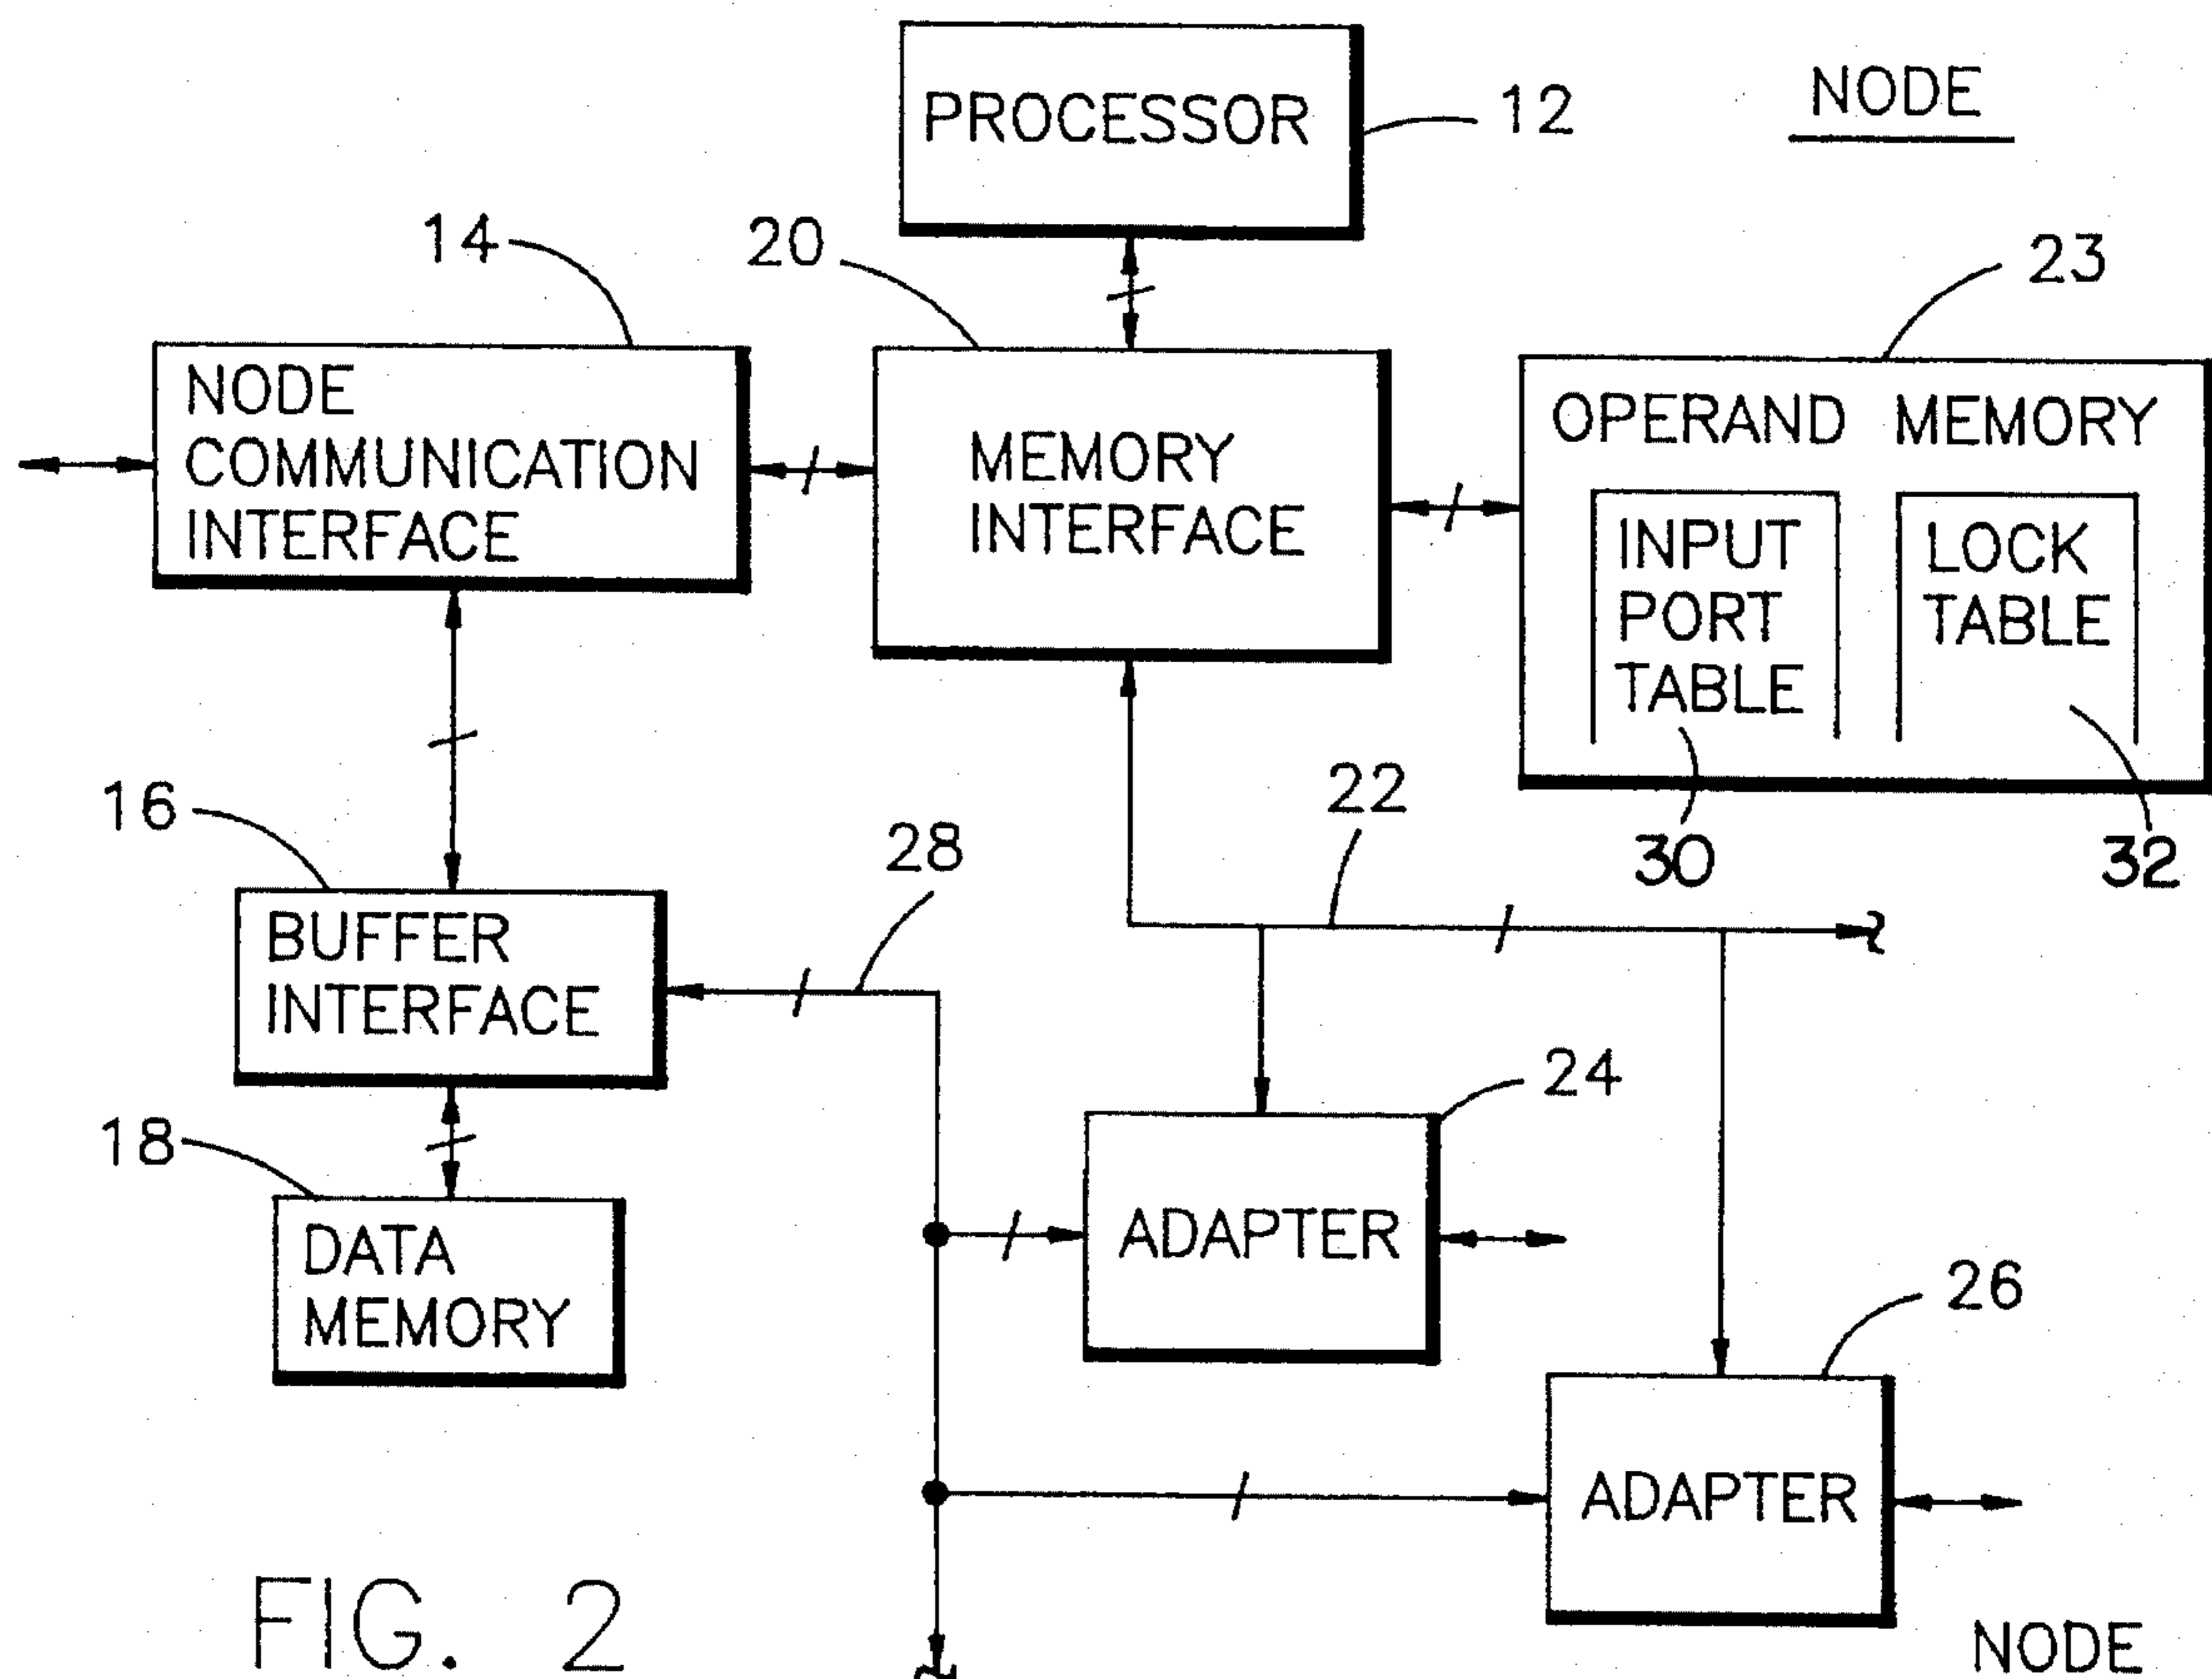 PROCESSOR
12
NODE
14
20
23
NODE
COMMUNICATION
INTERFACE
MEMORY
INTERFACE
OPERAND MEMORY
INPUT
PORT
TABLE
LOCK
TABLE
30
32
16
28
22
BUFFER
INTERFACE
24
18
DATA
MEMORY
ADAPTER
26
ADAPTER
FIG. 2
NODE